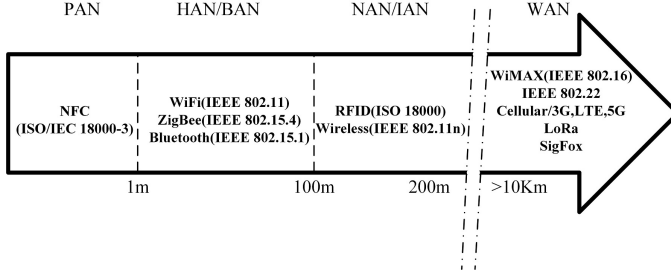 PAN HAN/BAN NAN/IAN WAN
NFC
(ISO/IEC 18000-3)
WiFi(IEEE 802.11)
ZigBee(IEEE 802.15.4)
Bluetooth(IEEE 802.15.1)
RFID(ISO 18000)
Wireless(IEEE 802.11n)
WiMAX(IEEE 802.16)
IEEE 802.22
Cellular/3G,LTE,5G
LoRa
SigFox
1m 100m 200m >10Km